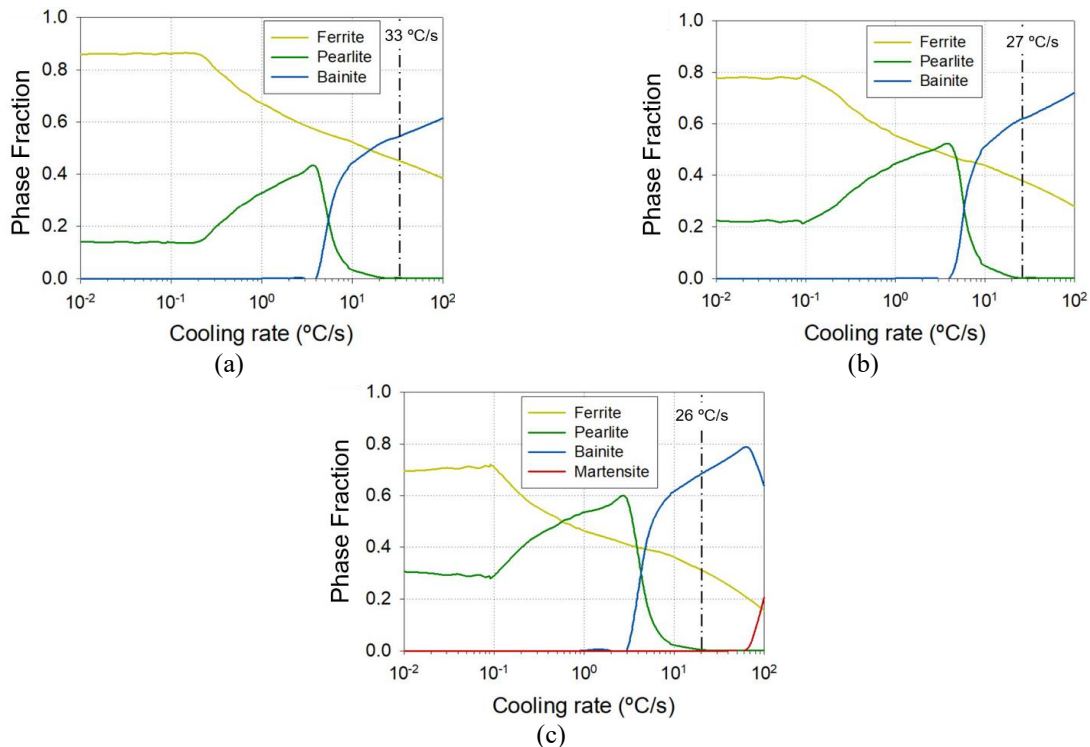 1.0
0.8
0.6
0.4
0.2
0.0
Phase Fraction
Ferrite
Pearlite
Bainite
33 ºC/s
10-2
10-1
100
101
102
Cooling rate (ºC/s)
(a)
1.0
0.8
0.6
0.4
0.2
0.0
Phase Fraction
Ferrite
Pearlite
Bainite
27 ºC/s
10-2
10-1
100
101
102
Cooling rate (ºC/s)
(b)
1.0
0.8
0.6
0.4
0.2
0.0
Phase Fraction
Ferrite
Pearlite
Bainite
Martensite
26 ºC/s
10-2
10-1
100
101
102
Cooling rate (ºC/s)
(c)